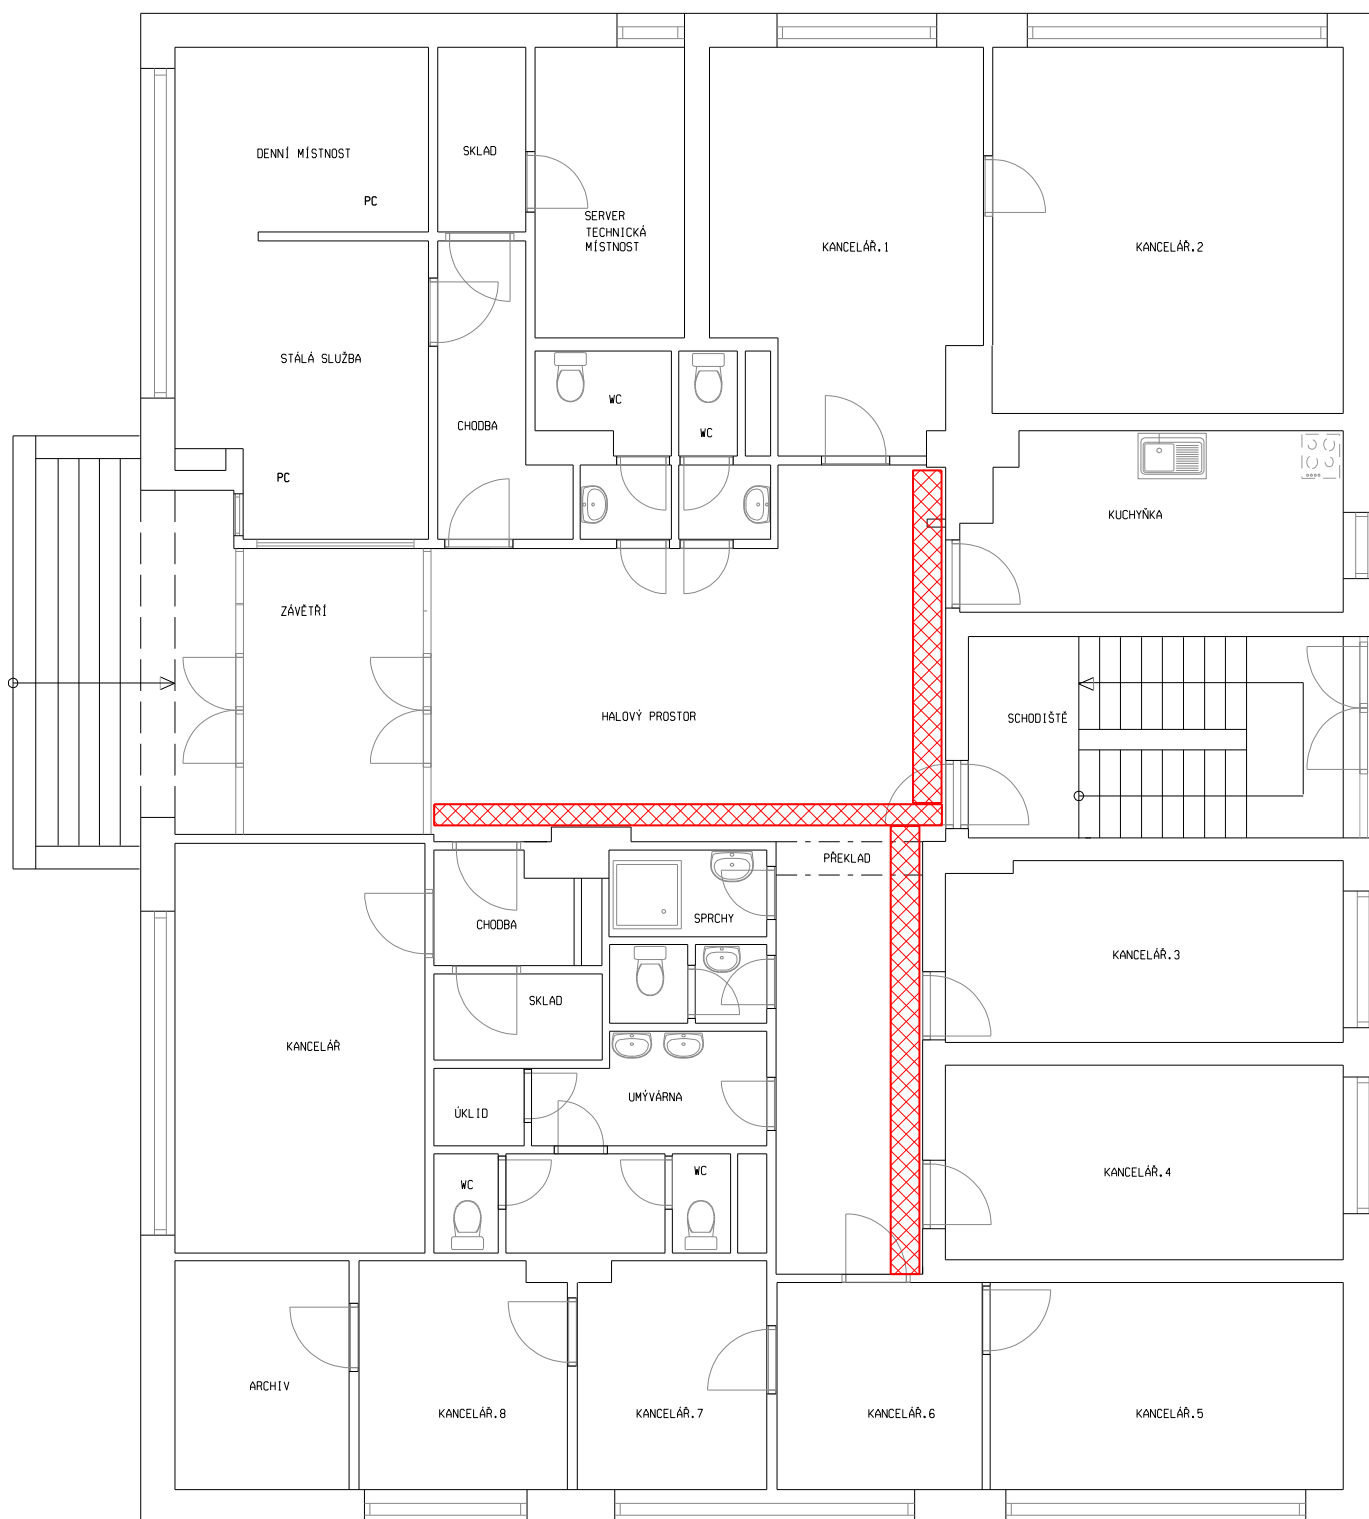 DENNÍ MÍSTNOST
SKLAD
PC
SERVER
TECHNICKÁ
MÍSTNOST
KANCELÁŘ.1
KANCELÁŘ.2
STÁLÁ SLUŽBA
WC
CHODBA
WC
PC
KUCHYŇKA
ZÁVĚTŘÍ
HALOVÝ PROSTOR
SCHODIŠTĚ
PŘEKLAD
CHODBA
SPRCHY
KANCELÁŘ.3
SKLAD
KANCELÁŘ
UMÝVÁRNA
ÚKLID
WC
WC
KANCELÁŘ.4
ARCHIV
KANCELÁŘ.8
KANCELÁŘ.7
KANCELÁŘ.6
KANCELÁŘ.5